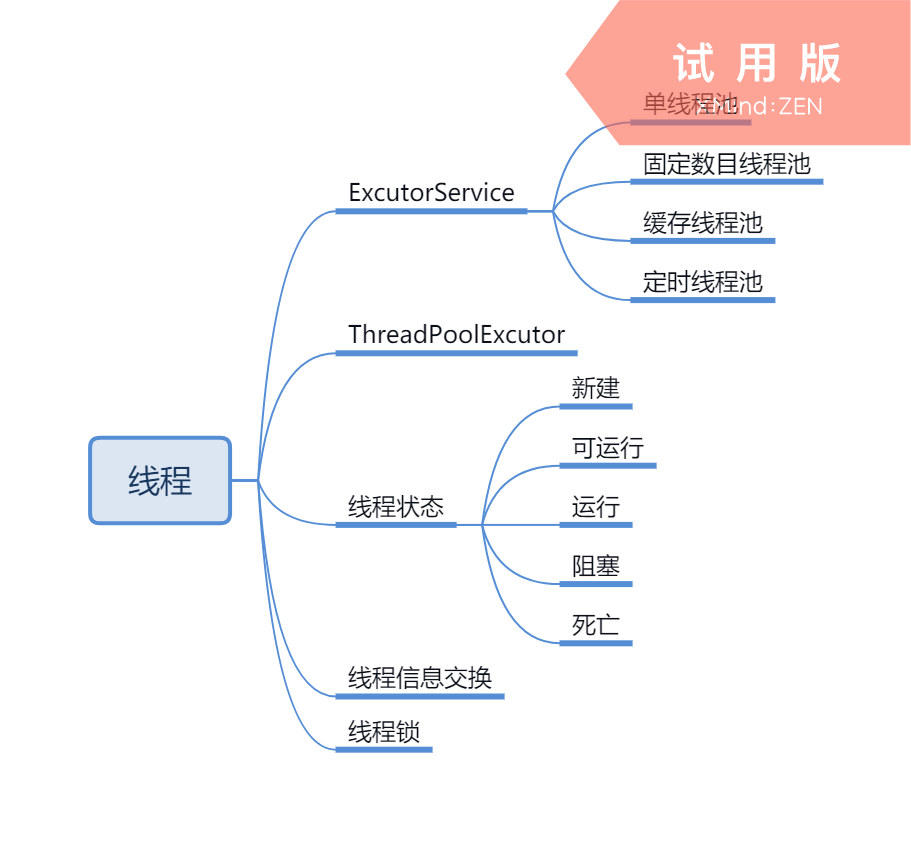 试用版
XMind:ZEN
单线程池
固定数目线程池
ExcutorService
缓存线程池
定时线程池
ThreadPoolExcutor
新建
可运行
线程
线程状态
运行
阻塞
死亡
线程信息交换
线程锁